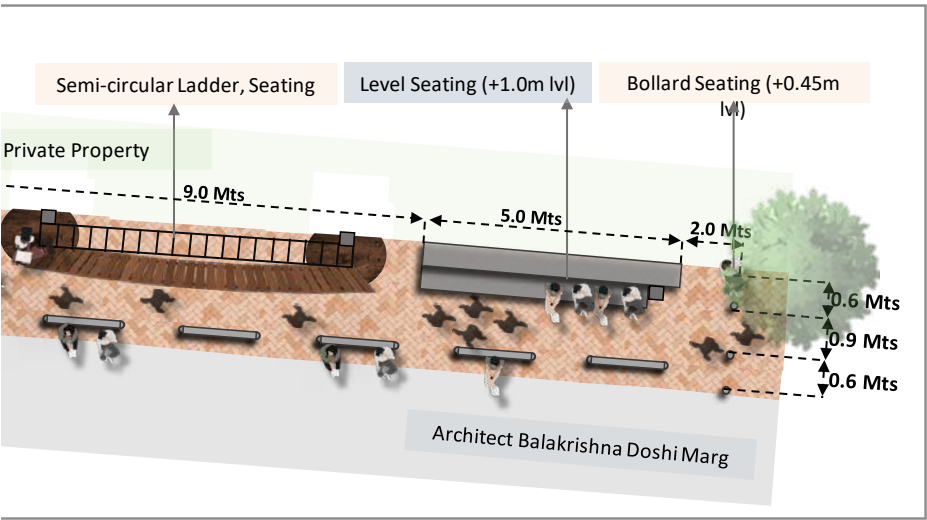 Semi-circular Ladder, Seating
Level Seating (+1.0m lvl)
Bollard Seating (+0.45m
lvl)
Private Property
9.0 Mts
5.0 Mts
2.0 Mts
0.6 Mts
0.9 Mts
0.6 Mts
Architect Balakrishna Doshi Marg